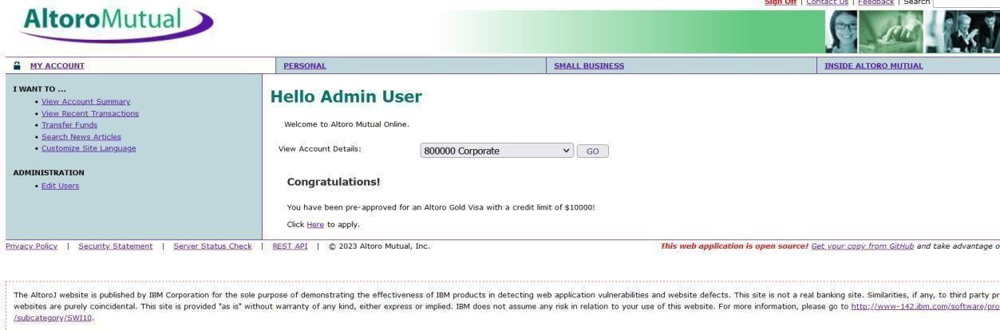 Sign Off | Contact Us | Feedback | Search
AltoroMutual
MY ACCOUNT
PERSONAL
SMALL BUSINESS
INSIDE ALTORO MUTUAL
I WANT TO ...
• View Account Summary
• View Recent Transactions
• Transfer Funds
• Search News Articles
• Customize Site Language
ADMINISTRATION
• Edit Users
Hello Admin User
Welcome to Altoro Mutual Online.
View Account Details: 800000 Corporate GO
Congratulations!
You have been pre-approved for an Altoro Gold Visa with a credit limit of $10000!
Click Here to apply.
Privacy Policy | Security Statement | Server Status Check | REST API | © 2023 Altoro Mutual, Inc. This web application is open source! Get your copy from GitHub and take advantage o
The AltoroJ website is published by IBM Corporation for the sole purpose of demonstrating the effectiveness of IBM products in detecting web application vulnerabilities and website defects. This site is not a real banking site. Similarities, if any, to third party pr
websites are purely coincidental. This site is provided "as is" without warranty of any kind, either express or implied. IBM does not assume any risk in relation to your use of this website. For more information, please go to http://www-142.ibm.com/software/pro
/subcategory/SWI10.